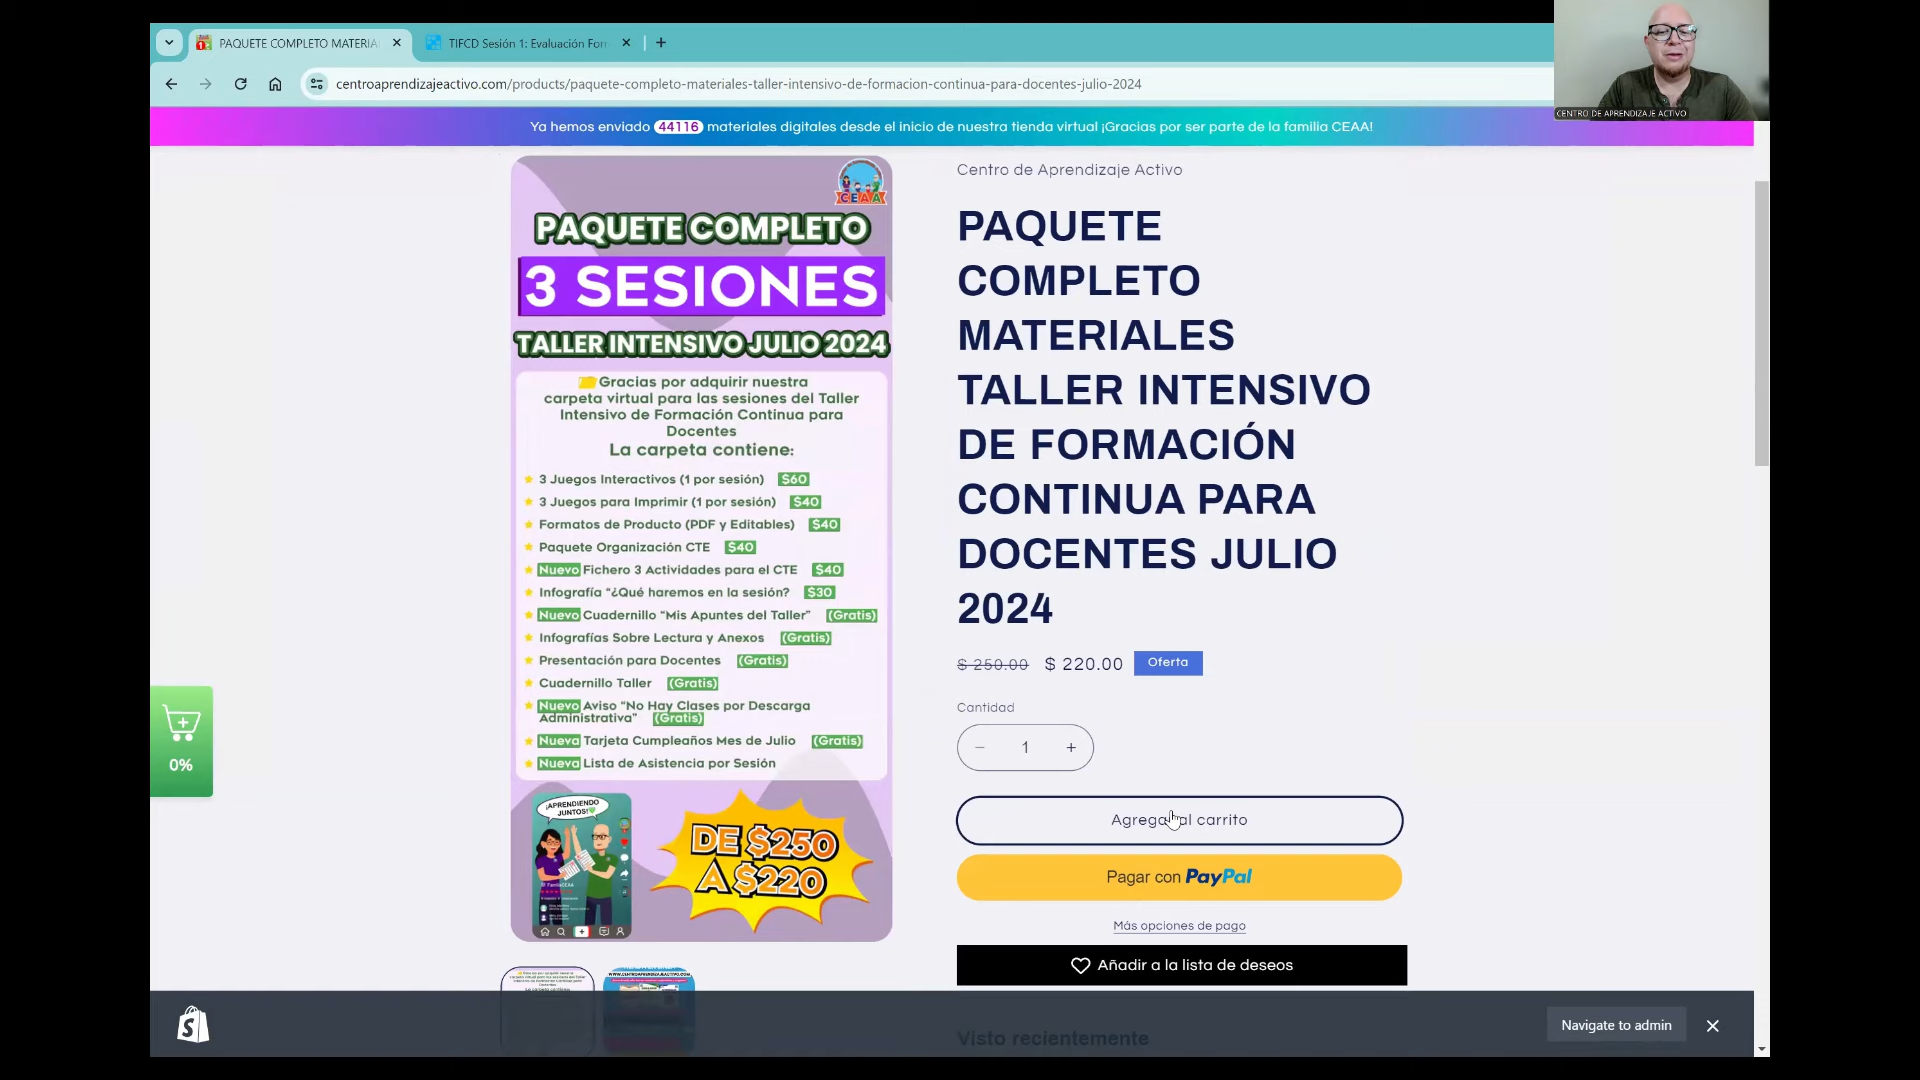 PAQUETE COMPLETO MATERIA
TIFCD Sesión 1: Evaluación For
centroaprendizajeactivo.com/products/paquete-completo-materiales-taller-intensivo-de-formacion-continua-para-docentes-julio-2024
CENTRO DE APRENDIZAJE ACTIVO
Ya hemos enviado 44116 materiales digitales desde el inicio de nuestra tienda virtual ¡Gracias por ser parte de la familia CEAA!
CEAA
PAQUETE COMPLETO
3 SESIONES
TALLER INTENSIVO JULIO 2024
Gracias por adquirir nuestra
carpeta virtual para las sesiones del Taller
Intensivo de Formación Continua para
Docentes
La carpeta contiene:
3 Juegos Interactivos (1 por sesión) $60
3 Juegos para Imprimir (1 por sesión) $40
Formatos de Producto (PDF y Editables) $40
Paquete Organización CTE $40
Nuevo Fichero 3 Actividades para el CTE $40
Infografía "¿Qué haremos en la sesión? $30
Nuevo Cuadernillo "Mis Apuntes del Taller" (Gratis)
Infografías Sobre Lectura y Anexos (Gratis)
Presentación para Docentes (Gratis)
Cuadernillo Taller (Gratis)
Nuevo Aviso "No Hay Clases por Descarga
Administrativa" (Gratis)
Nueva Tarjeta Cumpleaños Mes de Julio (Gratis)
Nueva Lista de Asistencia por Sesión
¡APRENDIENDO
JUNTOS!
DE $250
A $220
Centro de Aprendizaje Activo
PAQUETE
COMPLETO
MATERIALES
TALLER INTENSIVO
DE FORMACIÓN
CONTINUA PARA
DOCENTES JULIO
2024
$ 250.00 $ 220.00 Oferta
Cantidad
− 1 +
Agregar al carrito
Pagar con PayPal
Más opciones de pago
Añadir a la lista de deseos
0%
Visto recientemente
Navigate to admin